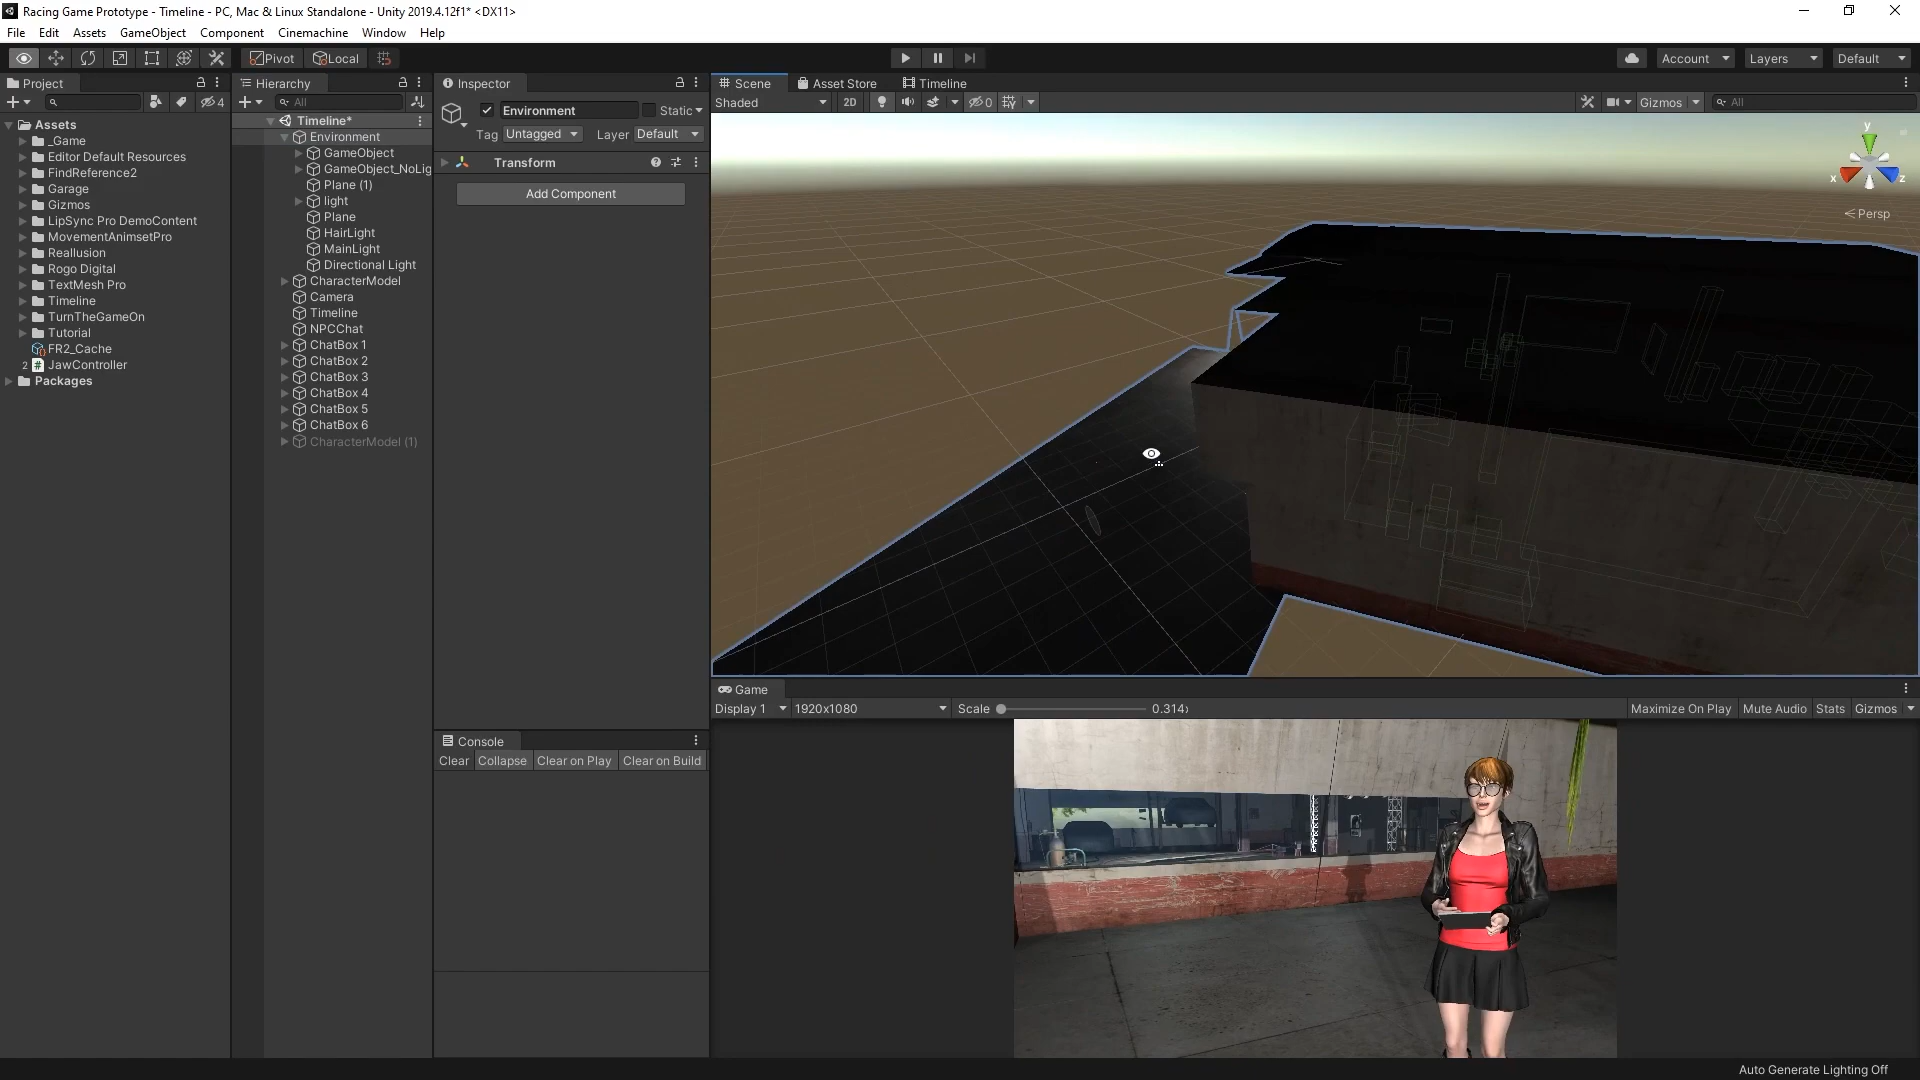 Racing Game Prototype - Timeline - PC, Mac & Linux Standalone - Unity 2019.4.12f1* <DX11>
File Edit Assets GameObject Component Cinemachine Window Help
Pivot Local Account Layers Default
Project
4
Assets
_Game
Editor Default Resources
FindReference2
Garage
Gizmos
LipSync Pro DemoContent
MovementAnimsetPro
Reallusion
Rogo Digital
TextMesh Pro
Timeline
TurnTheGameOn
Tutorial
FR2_Cache
2 JawController
Packages
Hierarchy
All
Timeline*
Environment
GameObject
GameObject_NoLig
Plane (1)
light
Plane
HairLight
MainLight
Directional Light
CharacterModel
Camera
Timeline
NPCChat
ChatBox 1
ChatBox 2
ChatBox 3
ChatBox 4
ChatBox 5
ChatBox 6
CharacterModel (1)
Inspector
Environment Static
Tag Untagged Layer Default
Transform
Add Component
Console
Clear Collapse Clear on Play Clear on Build
Scene Asset Store Timeline
Shaded 2D 0 Gizmos All
y
x z
Persp
Game
Display 1 1920x1080 Scale 0.314x Maximize On Play Mute Audio Stats Gizmos
Auto Generate Lighting Off